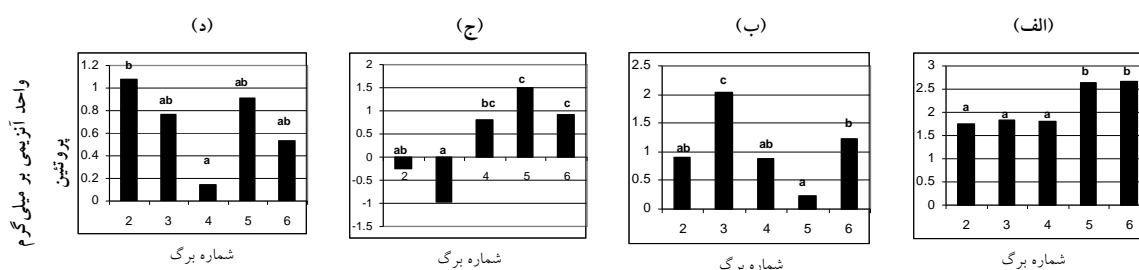 (د)
(ج)
(ب)
(الف)
واحد آنزیمی بر میلی‌گرم
پروتئین
1.2
1
0.8
0.6
0.4
0.2
0
b
ab
a
ab
ab
2 3 4 5 6
شماره برگ
2
1.5
1
0.5
0
-0.5
-1
-1.5
ab
a
bc
c
c
2 4 5 6
شماره برگ
2.5
2
1.5
1
0.5
0
ab
c
ab
a
b
2 3 4 5 6
شماره برگ
3
2.5
2
1.5
1
0.5
0
a
a
a
b
b
2 3 4 5 6
شماره برگ